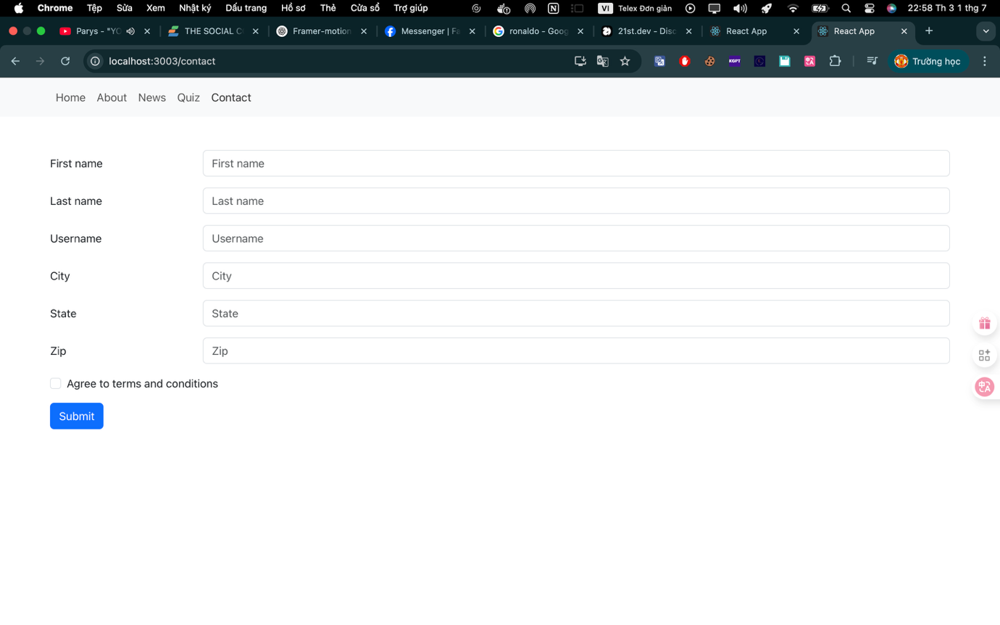 Chrome Tệp Sửa Xem Nhật ký Dấu trang Hồ sơ Thẻ Cửa sổ Trợ giúp VI Telex Đơn giản 22:58 Th 3 1 thg 7
Parys - "YO THE SOCIAL C Framer-motion Messenger | Fa ronaldo - Goog 21st.dev - Disc React App React App
localhost:3003/contact KGPT Trường học
Home About News Quiz Contact
First name First name
Last name Last name
Username Username
City City
State State
Zip Zip
Agree to terms and conditions
Submit